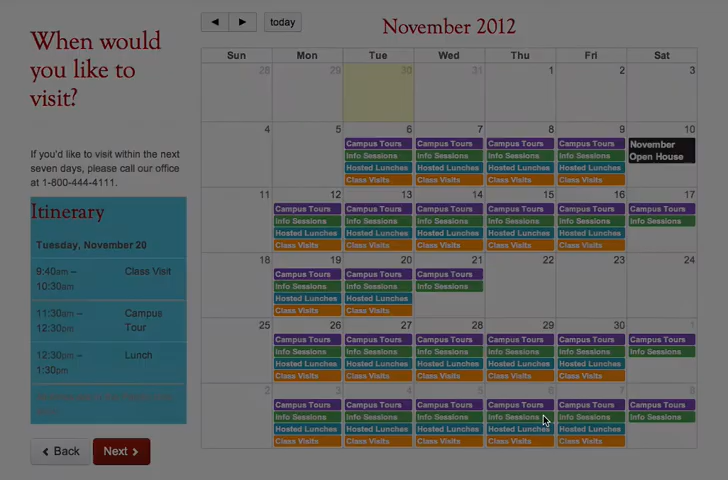 When would
you like to
visit?
If you'd like to visit within the next
seven days, please call our office
at 1-800-444-4111.
Itinerary
Tuesday, November 20
9:40am – Class Visit
10:30am
11:30am – Campus
12:30pm Tour
12:30pm – Lunch
1:30pm
Back Next
today November 2012
Sun Mon Tue Wed Thu Fri Sat
28 29 30 31 1 2 3
4 5 6 7 8 9 10
Campus Tours Campus Tours Campus Tours Campus Tours November
Info Sessions Info Sessions Info Sessions Info Sessions Open House
Hosted Lunches Hosted Lunches Hosted Lunches Hosted Lunches
Class Visits Class Visits Class Visits Class Visits
11 12 13 14 15 16 17
Campus Tours Campus Tours Campus Tours Campus Tours Campus Tours Campus Tours
Info Sessions Info Sessions Info Sessions Info Sessions Info Sessions Info Sessions
Hosted Lunches Hosted Lunches Hosted Lunches Hosted Lunches Hosted Lunches
Class Visits Class Visits Class Visits Class Visits Class Visits
18 19 20 21 22 23 24
Campus Tours Campus Tours Campus Tours
Info Sessions Info Sessions Info Sessions
Hosted Lunches Hosted Lunches
Class Visits Class Visits
25 26 27 28 29 30 1
Campus Tours Campus Tours Campus Tours Campus Tours Campus Tours Campus Tours
Info Sessions Info Sessions Info Sessions Info Sessions Info Sessions Info Sessions
Hosted Lunches Hosted Lunches Hosted Lunches Hosted Lunches Hosted Lunches
Class Visits Class Visits Class Visits Class Visits Class Visits
2 3 4 5 6 7 8
Campus Tours Campus Tours Campus Tours Campus Tours Campus Tours Campus Tours
Info Sessions Info Sessions Info Sessions Info Sessions Info Sessions Info Sessions
Hosted Lunches Hosted Lunches Hosted Lunches Hosted Lunches Hosted Lunches
Class Visits Class Visits Class Visits Class Visits Class Visits